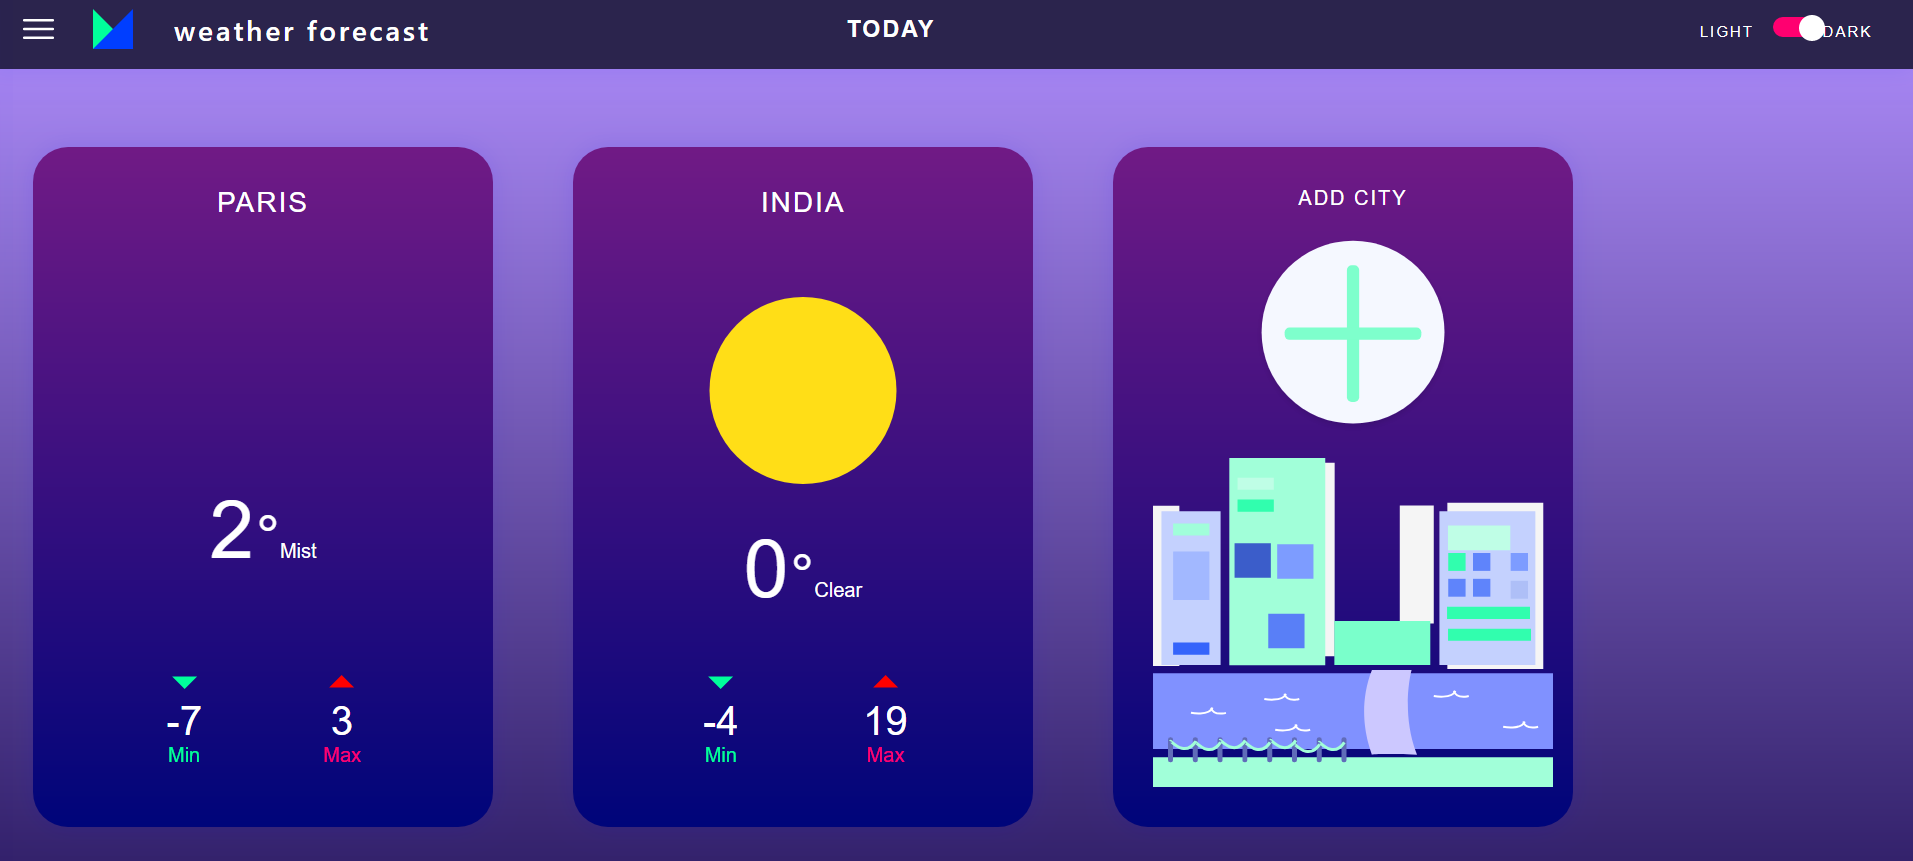 weather forecast
TODAY
LIGHT
DARK
PARIS
2°
Mist
-7
Min
3
Max
INDIA
0°
Clear
-4
Min
19
Max
ADD CITY